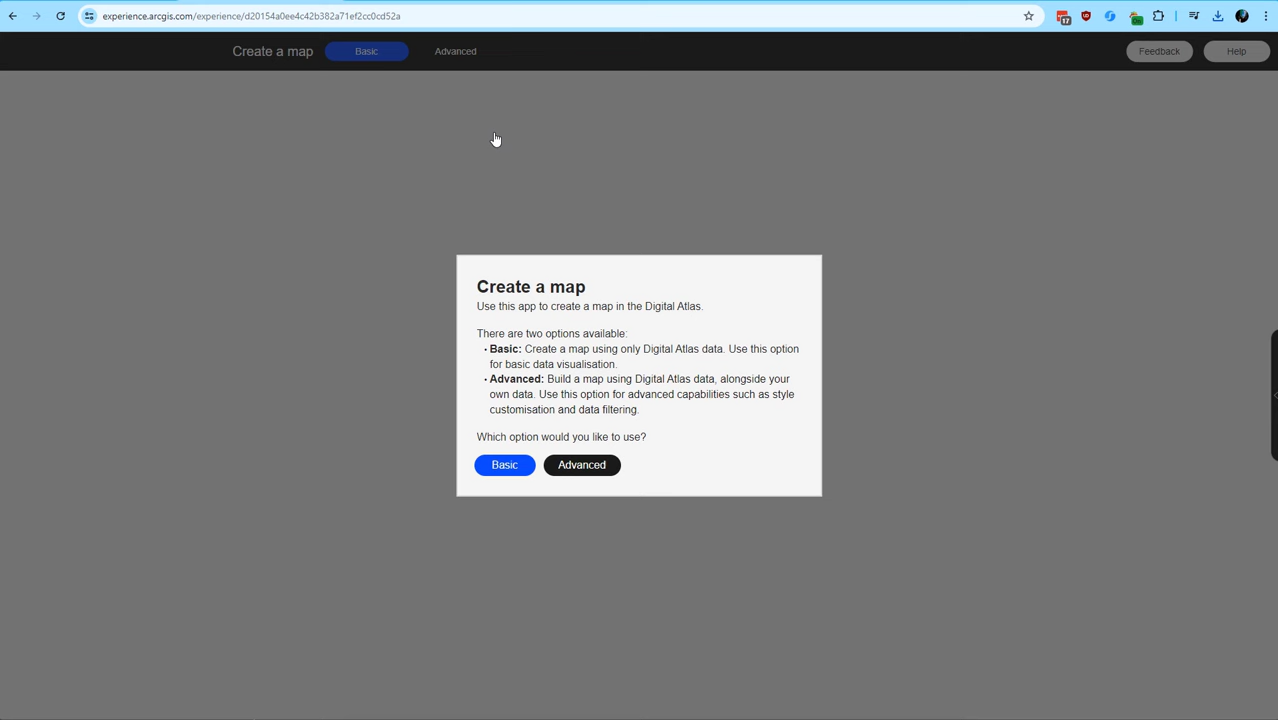 experience.arcgis.com/experience/d20154a0ee4c42b382a71ef2cc0cd52a
17
On
Create a map Basic Advanced Feedback Help
Create a map
Use this app to create a map in the Digital Atlas.
There are two options available:
• Basic: Create a map using only Digital Atlas data. Use this option
for basic data visualisation.
• Advanced: Build a map using Digital Atlas data, alongside your
own data. Use this option for advanced capabilities such as style
customisation and data filtering.
Which option would you like to use?
Basic Advanced